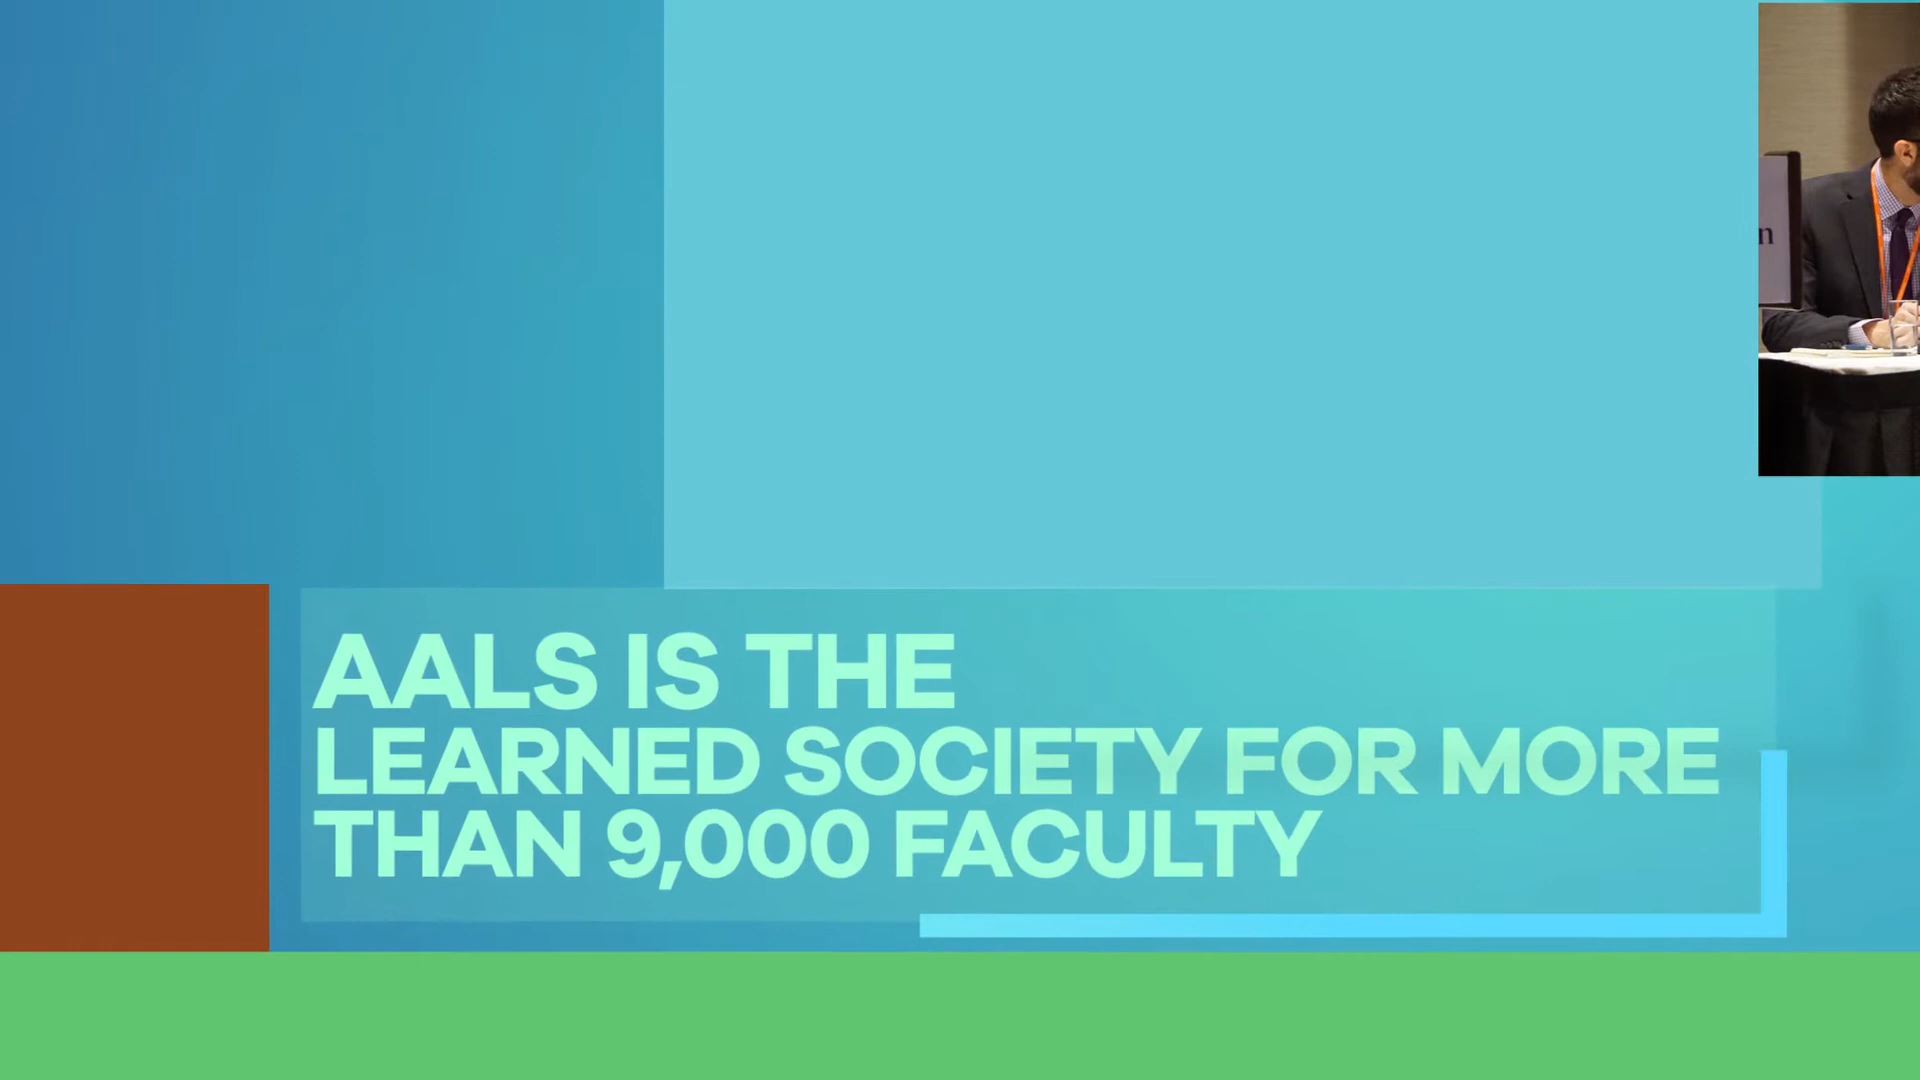 AALS IS THE
LEARNED SOCIETY FOR MORE
THAN 9,000 FACULTY
n